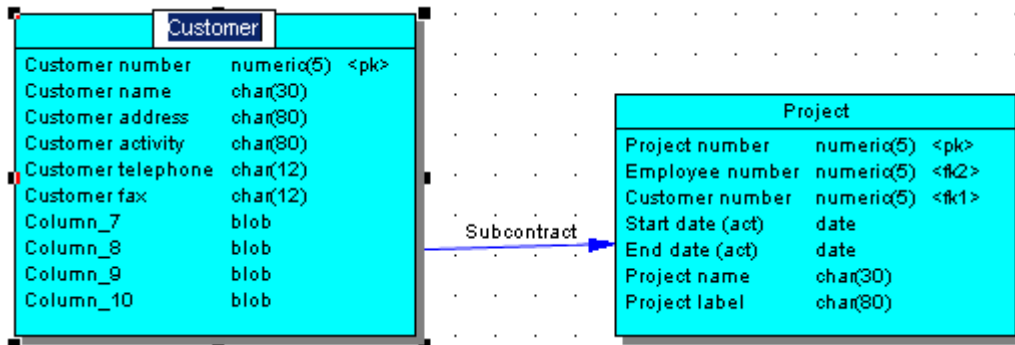 Customer
Customer number numeric(5) <pk>
Customer name char(30)
Customer address char(80)
Customer activity char(80)
Customer telephone char(12)
Customer fax char(12)
Column_7 blob
Column_8 blob
Column_9 blob
Column_10 blob
Subcontract
Project
Project number numeric(5) <pk>
Employee number numeric(5) <fk2>
Customer number numeric(5) <fk1>
Start date (act) date
End date (act) date
Project name char(30)
Project label char(80)